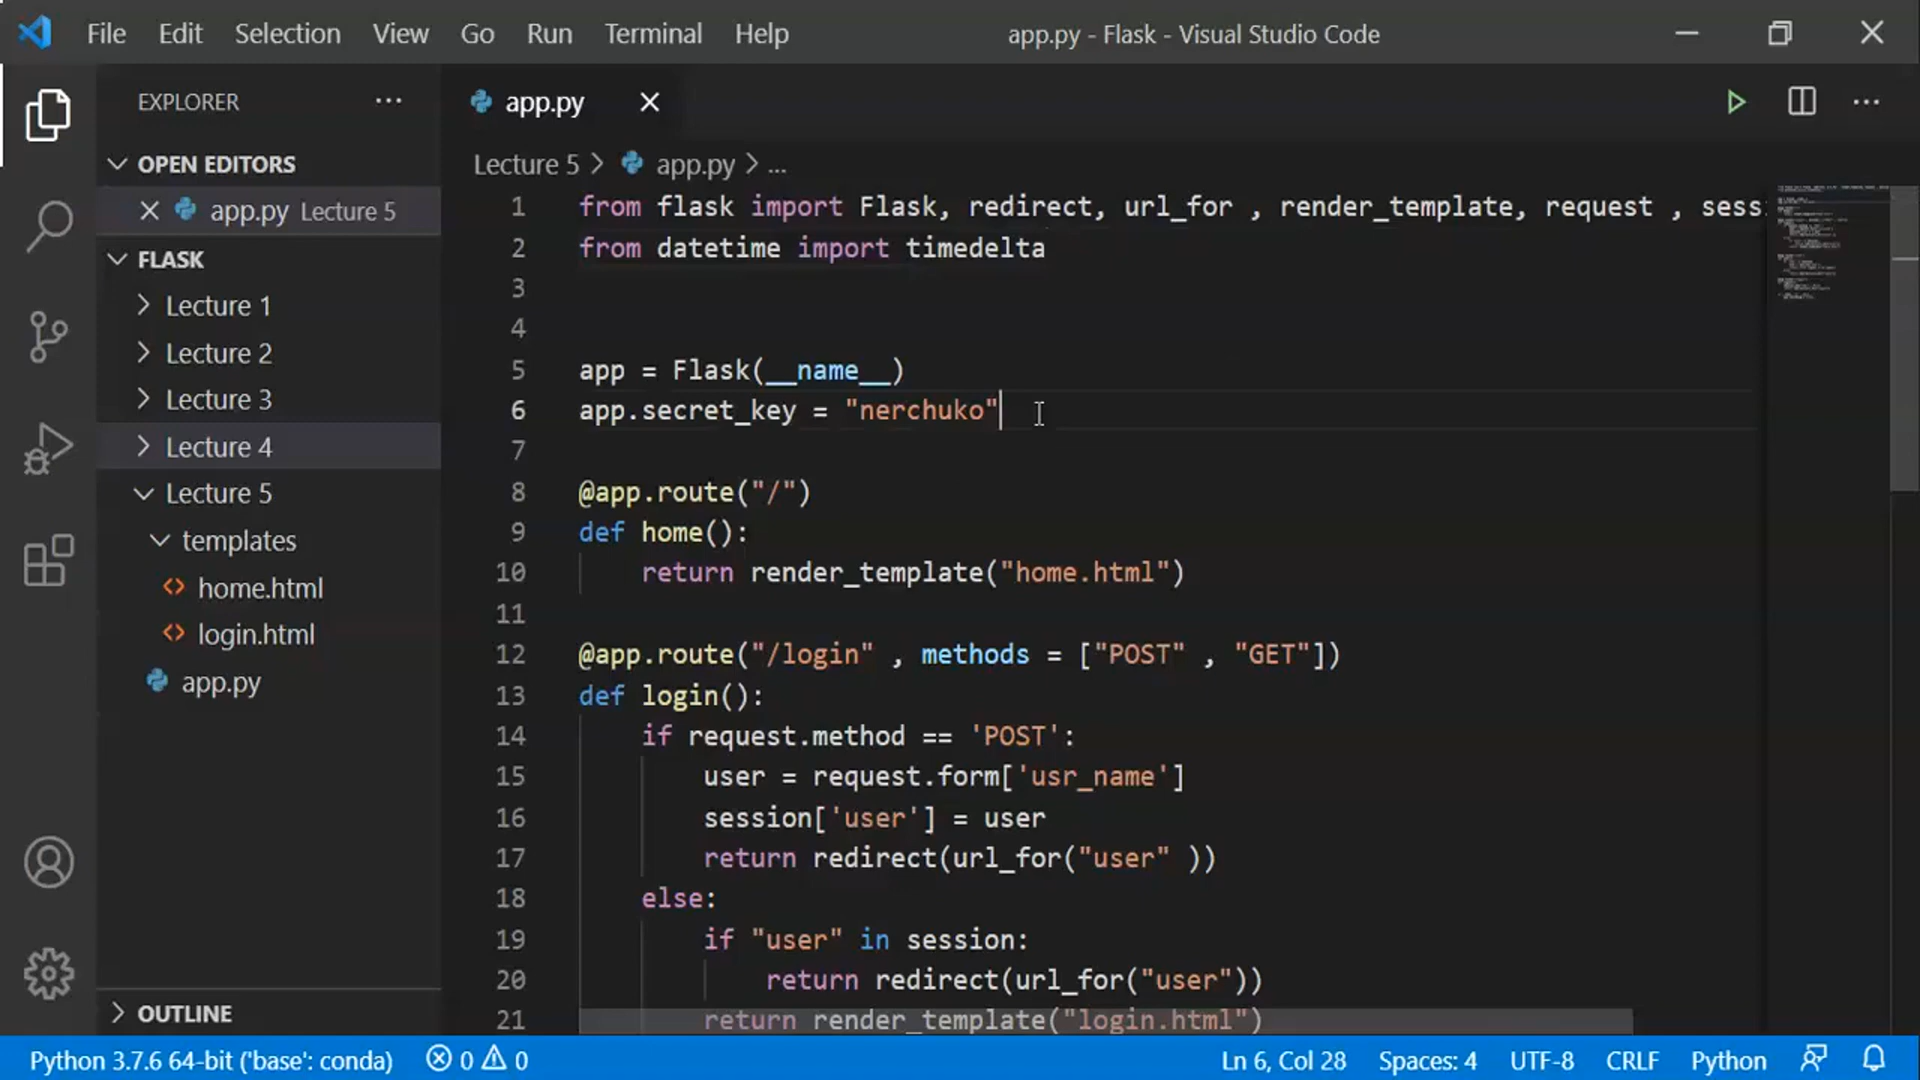 File Edit Selection View Go Run Terminal Help app.py - Flask - Visual Studio Code
EXPLORER
OPEN EDITORS
app.py Lecture 5
FLASK
Lecture 1
Lecture 2
Lecture 3
Lecture 4
Lecture 5
templates
home.html
login.html
app.py
OUTLINE
app.py
Lecture 5 > app.py > ...
1 from flask import Flask, redirect, url_for , render_template, request , sess
2 from datetime import timedelta
3
4
5 app = Flask(__name__)
6 app.secret_key = "nerchuko"
7
8 @app.route("/")
9 def home():
10 return render_template("home.html")
11
12 @app.route("/login" , methods = ["POST" , "GET"])
13 def login():
14 if request.method == 'POST':
15 user = request.form['usr_name']
16 session['user'] = user
17 return redirect(url_for("user" ))
18 else:
19 if "user" in session:
20 return redirect(url_for("user"))
21 return render_template("login.html")
Python 3.7.6 64-bit ('base': conda) 0 0 Ln 6, Col 28 Spaces: 4 UTF-8 CRLF Python